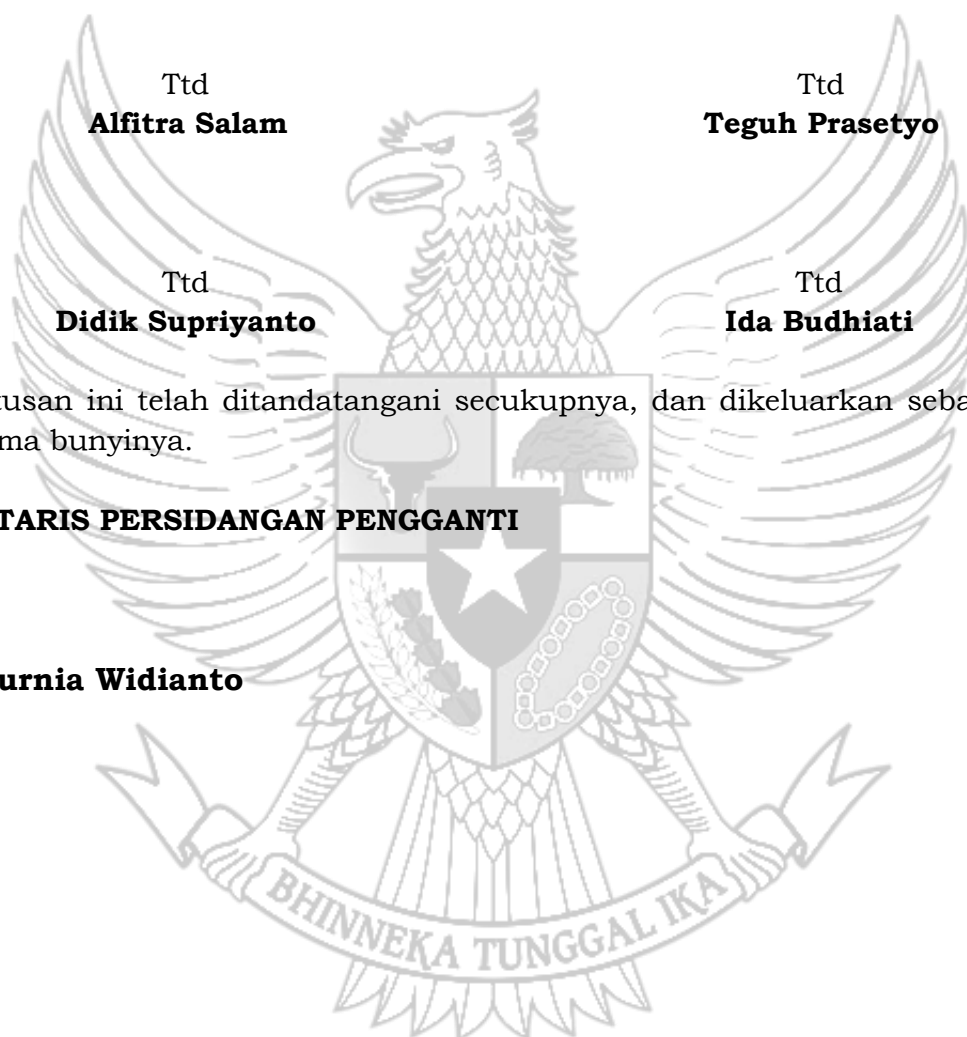 Ttd Ttd
Alfitra Salam Teguh Prasetyo
Ttd Ttd
Didik Supriyanto Ida Budhiati
tusan ini telah ditandatangani secukupnya, dan dikeluarkan seba
ma bunyinya.
TARIS PERSIDANGAN PENGGANTI
urnia Widianto
BHINNEKA TUNGGAL IKA